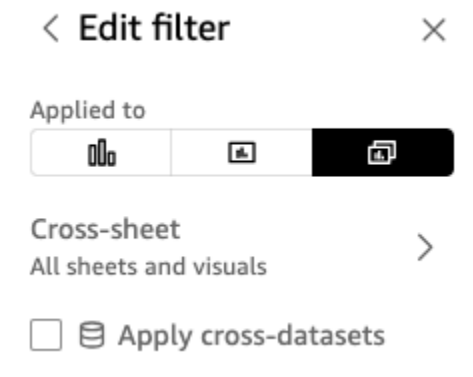 Edit filter
Applied to
Cross-sheet
All sheets and visuals
Apply cross-datasets